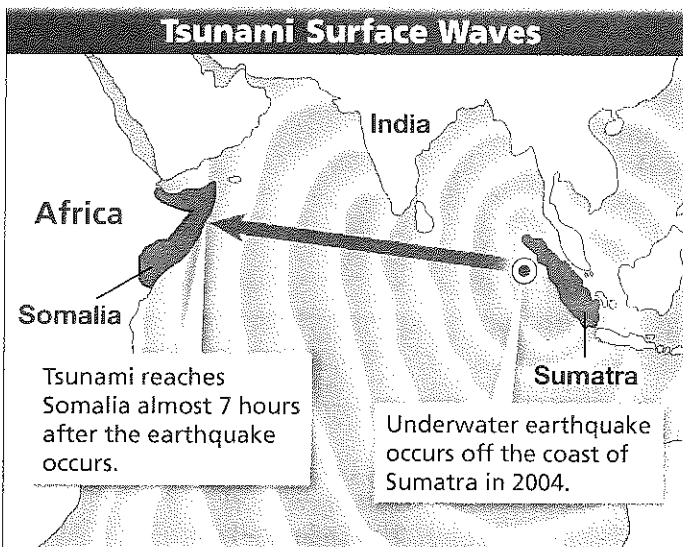 Tsunami Surface Waves
India
Africa
Somalia
Sumatra
Tsunami reaches
Somalia almost 7 hours
after the earthquake
occurs.
Underwater earthquake
occurs off the coast of
Sumatra in 2004.